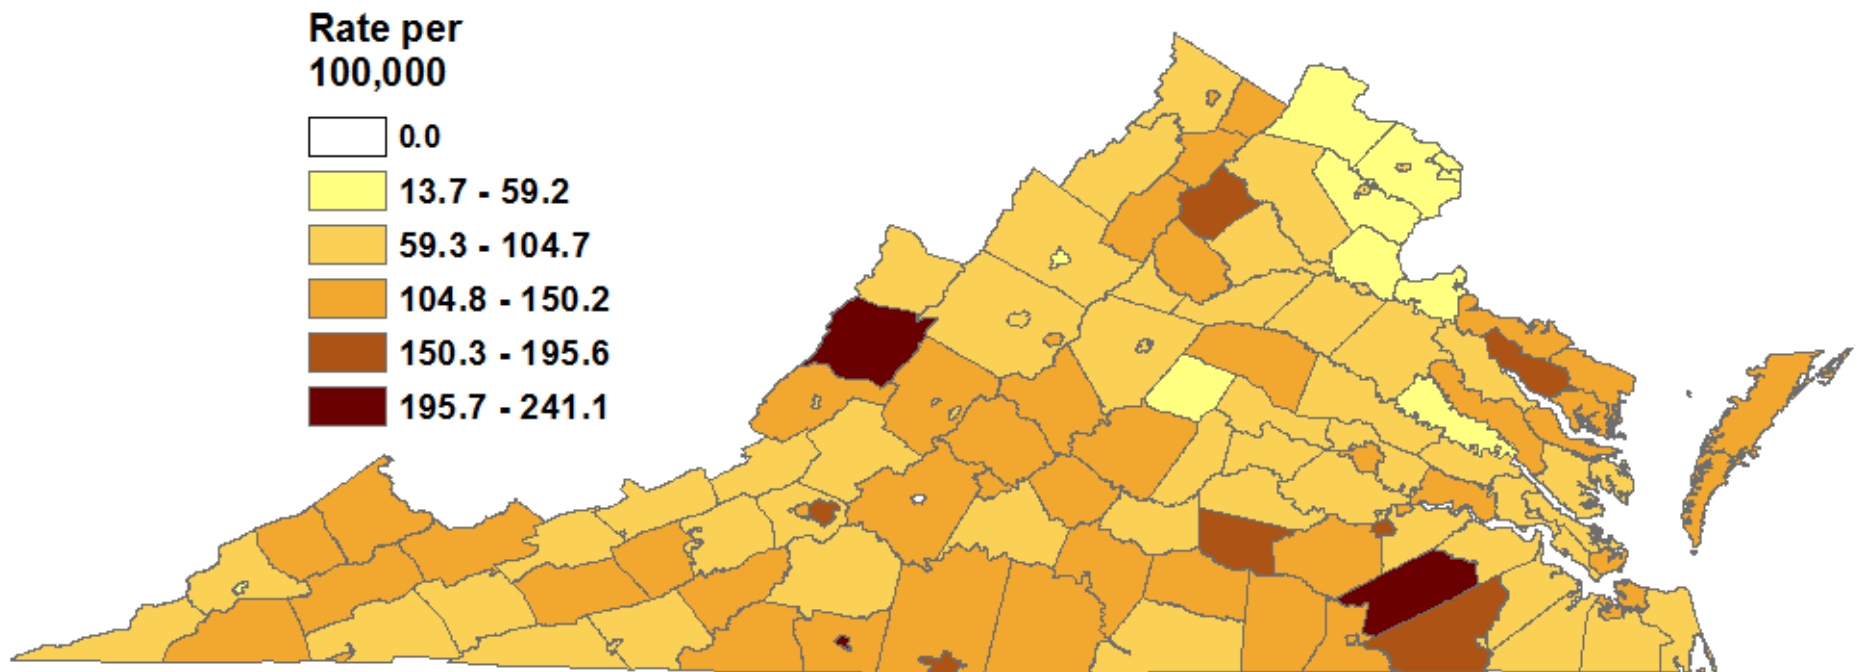 Rate per
100,000
0.0
13.7 - 59.2
59.3 - 104.7
104.8 - 150.2
150.3 - 195.6
195.7 - 241.1